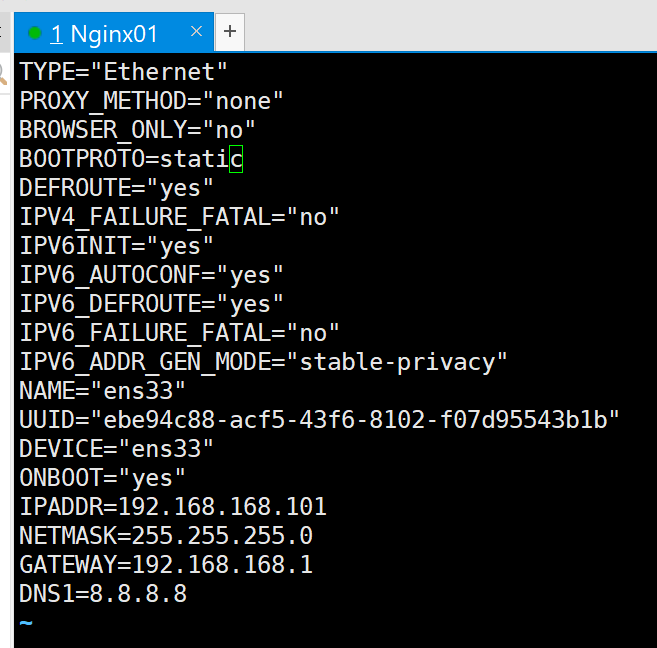 1 Nginx01 × +
TYPE="Ethernet"
PROXY_METHOD="none"
BROWSER_ONLY="no"
BOOTPROTO=static
DEFROUTE="yes"
IPV4_FAILURE_FATAL="no"
IPV6INIT="yes"
IPV6_AUTOCONF="yes"
IPV6_DEFROUTE="yes"
IPV6_FAILURE_FATAL="no"
IPV6_ADDR_GEN_MODE="stable-privacy"
NAME="ens33"
UUID="ebe94c88-acf5-43f6-8102-f07d95543b1b"
DEVICE="ens33"
ONBOOT="yes"
IPADDR=192.168.168.101
NETMASK=255.255.255.0
GATEWAY=192.168.168.1
DNS1=8.8.8.8
~